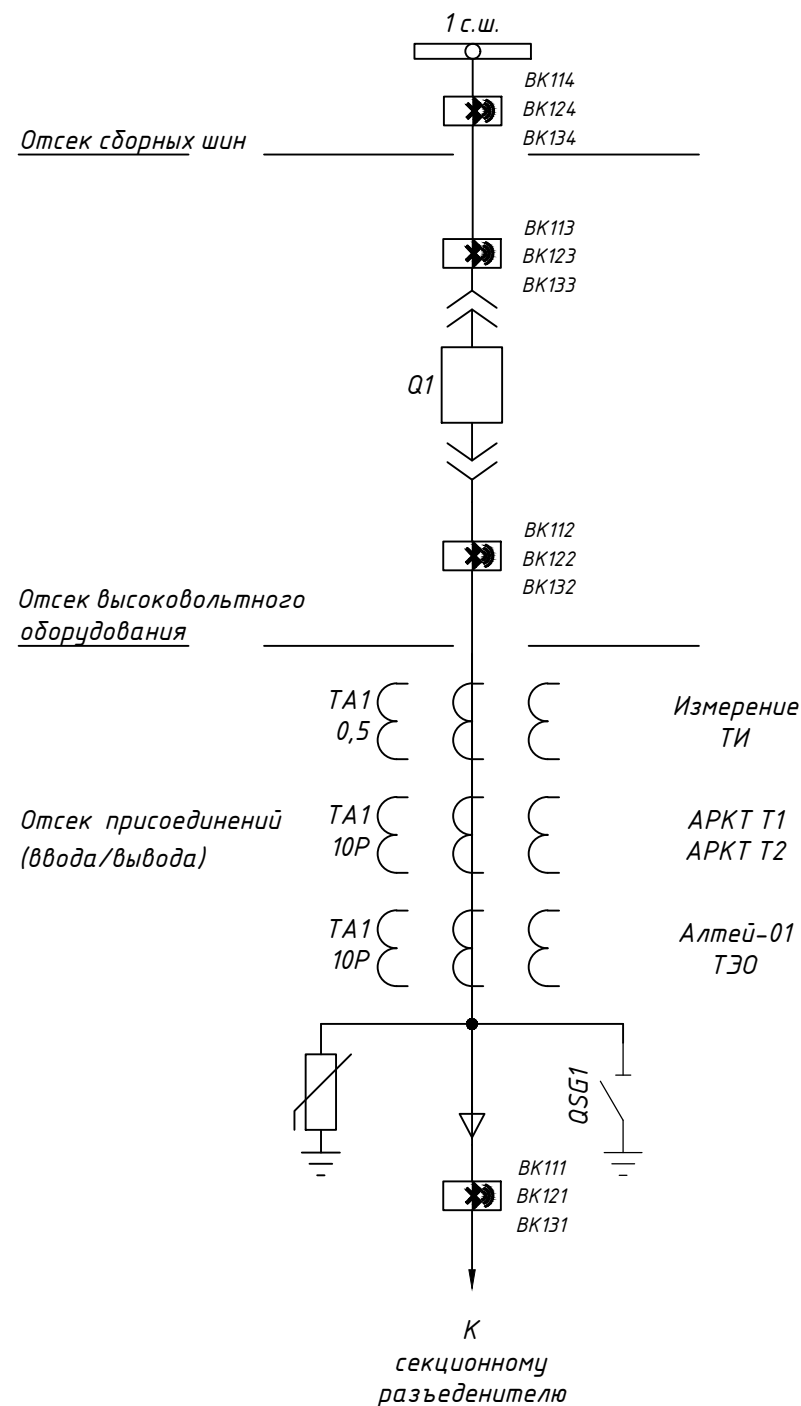 1 с.ш.
ВК114
ВК124
ВК134
Отсек сборных шин
ВК113
ВК123
ВК133
Q1
ВК112
ВК122
ВК132
Отсек высоковольтного
оборудования
ТА1
0,5
Измерение
ТИ
Отсек присоединений
(ввода/вывода)
ТА1
10Р
АРКТ Т1
АРКТ Т2
ТА1
10Р
Алтей-01
ТЭО
QSG1
ВК111
ВК121
ВК131
К
секционному
разъеденителю